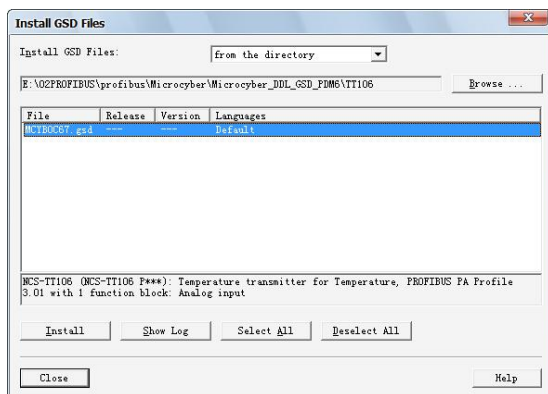 Install GSD Files
Install GSD Files: from the directory
E:\02PROFIBUS\profibus\Microcyber\Microcyber_DDL_GSD_PDM6\TT106 Browse ...
File Release Version Languages
MCYB0C67.gsd --- --- Default
NCS-TT106 (NCS-TT106 P***): Temperature transmitter for Temperature, PROFIBUS PA Profile
3.01 with 1 function block: Analog input
Install Show Log Select All Deselect All
Close Help